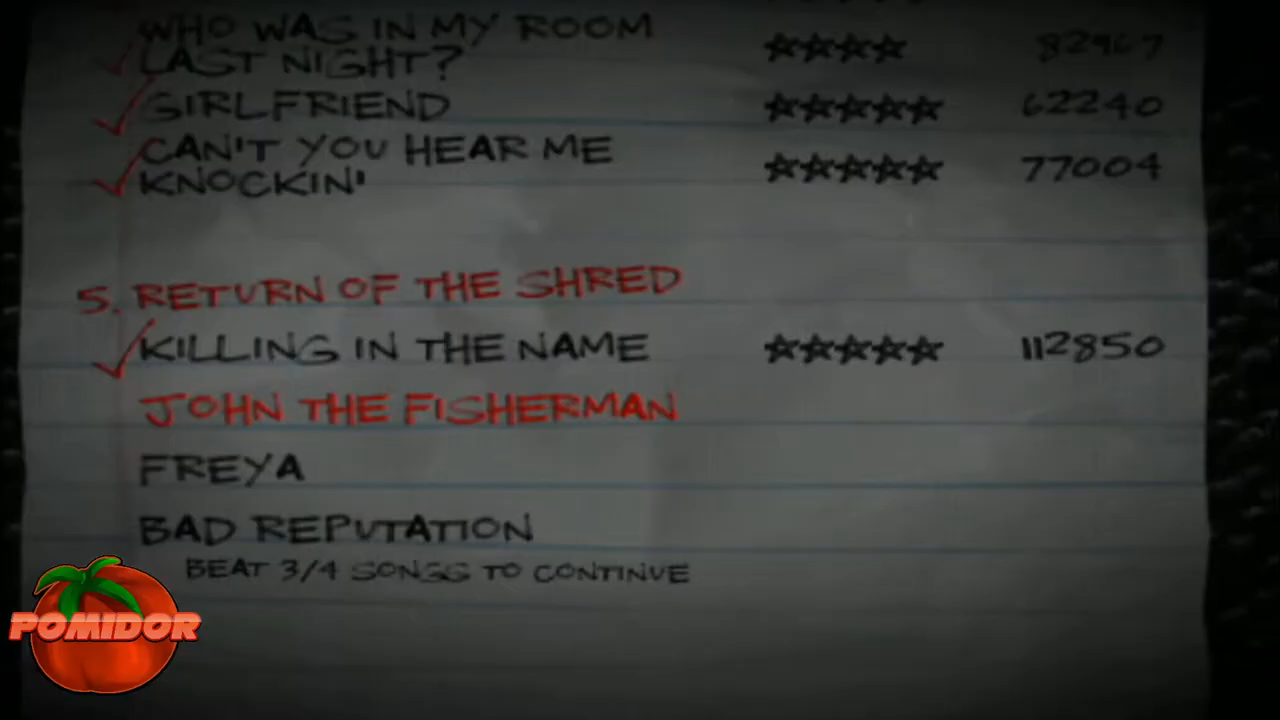 WHO WAS IN MY ROOM
LAST NIGHT? ★★★★ 82967
GIRLFRIEND ★★★★★ 62240
CAN'T YOU HEAR ME
KNOCKIN' ★★★★★ 77004
5. RETURN OF THE SHRED
KILLING IN THE NAME ★★★★★ 112850
JOHN THE FISHERMAN
FREYA
BAD REPUTATION
BEAT 3/4 SONGS TO CONTINUE
POMIDOR